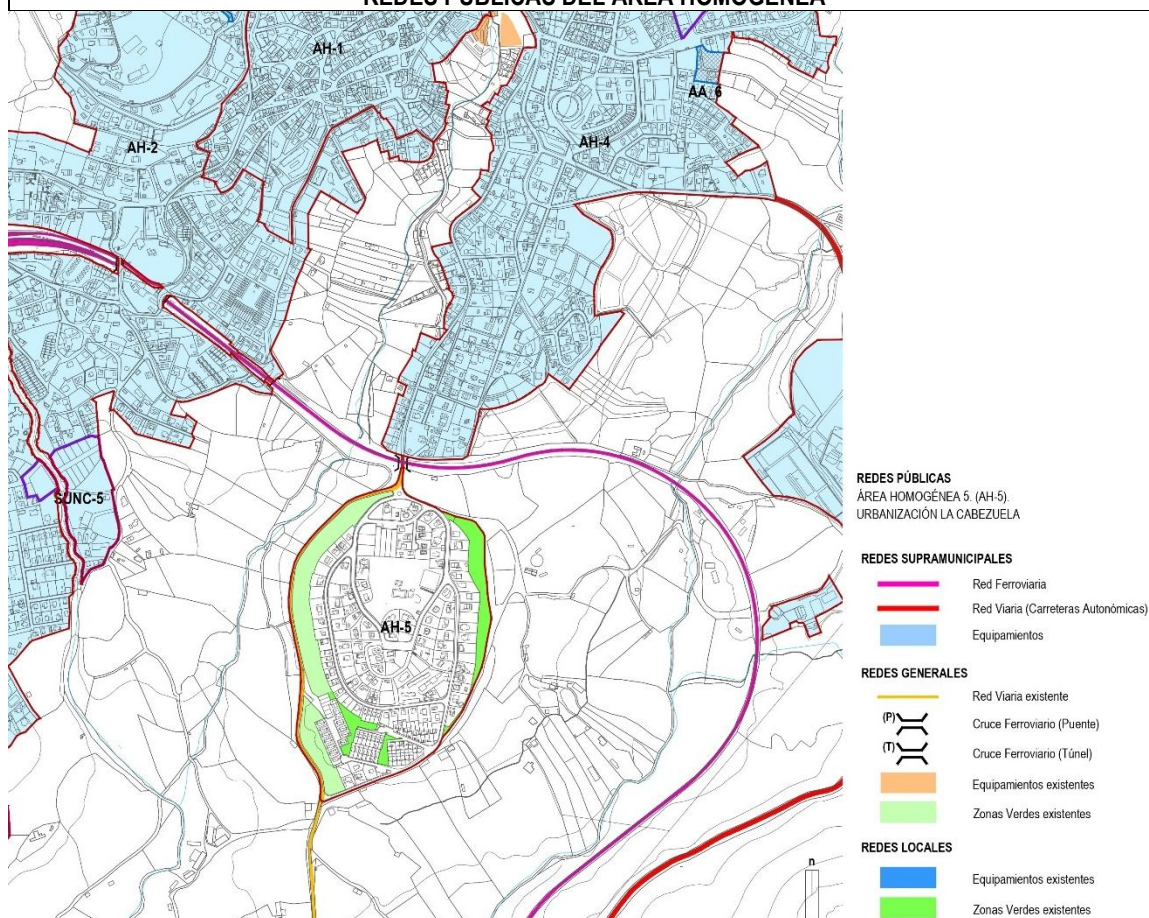 REDES PÚBLICAS DEL ÁREA HOMOGÉNEA
AH-1
AA_6
AH-2
AH-4
SUNC-5
AH-5
n
REDES PÚBLICAS
ÁREA HOMOGÉNEA 5. (AH-5).
URBANIZACIÓN LA CABEZUELA
REDES SUPRAMUNICIPALES
Red Ferroviaria
Red Viaria (Carreteras Autonómicas)
Equipamientos
REDES GENERALES
Red Viaria existente
(P) Cruce Ferroviario (Puente)
(T) Cruce Ferroviario (Túnel)
Equipamientos existentes
Zonas Verdes existentes
REDES LOCALES
Equipamientos existentes
Zonas Verdes existentes